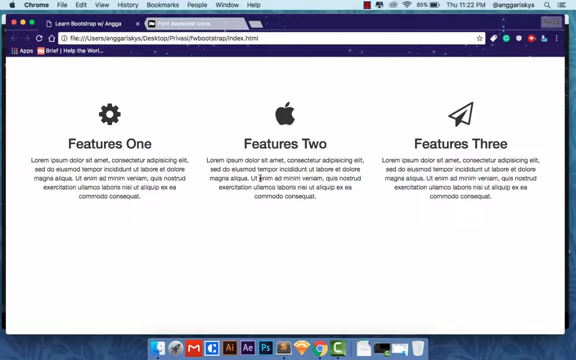 Chrome File Edit View History Bookmarks People Window Help 88% Thu 11:22 PM @anggariskys
Learn Bootstrap w/ Angga Font Awesome Icons
file:///Users/anggariskys/Desktop/Privasi/fwbootstrap/index.html
Apps Brief | Help the Worl...
Features One
Lorem ipsum dolor sit amet, consectetur adipisicing elit,
sed do eiusmod tempor incididunt ut labore et dolore
magna aliqua. Ut enim ad minim veniam, quis nostrud
exercitation ullamco laboris nisi ut aliquip ex ea
commodo consequat.
Features Two
Lorem ipsum dolor sit amet, consectetur adipisicing elit,
sed do eiusmod tempor incididunt ut labore et dolore
magna aliqua. Ut enim ad minim veniam, quis nostrud
exercitation ullamco laboris nisi ut aliquip ex ea
commodo consequat.
Features Three
Lorem ipsum dolor sit amet, consectetur adipisicing elit,
sed do eiusmod tempor incididunt ut labore et dolore
magna aliqua. Ut enim ad minim veniam, quis nostrud
exercitation ullamco laboris nisi ut aliquip ex ea
commodo consequat.
Ai Ae Ps